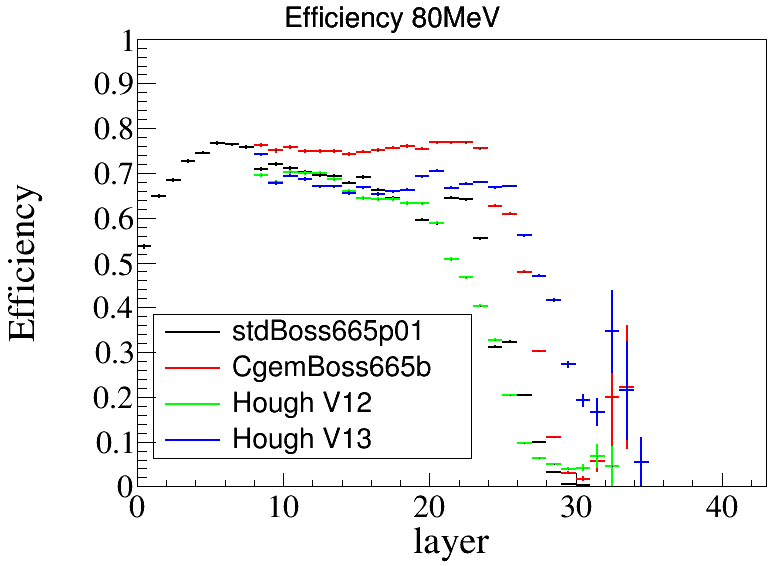 Efficiency 80MeV
Efficiency
1
0.9
0.8
0.7
0.6
0.5
0.4
0.3
0.2
0.1
0
stdBoss665p01
CgemBoss665b
Hough V12
Hough V13
0 10 20 30 40
layer